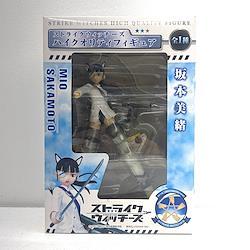 STRIKE WITCHES HIGH QUALITY FIGURE
ストライクウィッチーズ
ハイクオリティフィギュア
全1種
MIO SAKAMOTO
坂本美緒
ストライク
ウィッチーズ